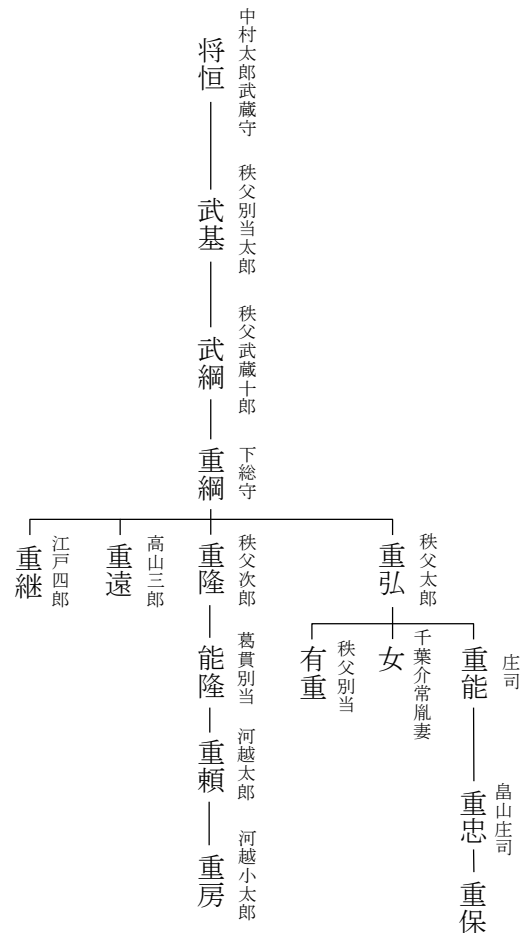 中村太郎武蔵守
将恒
秩父別当太郎
武基
秩父武蔵十郎
武綱
下総守
重綱
秩父太郎
重弘
秩父次郎
重隆
高山三郎
重遠
江戸四郎
重継
庄司
重能
千葉介常胤妻
女
秩父別当
有重
葛貫別当
能隆
畠山庄司
重忠
重保
河越太郎
重頼
河越小太郎
重房